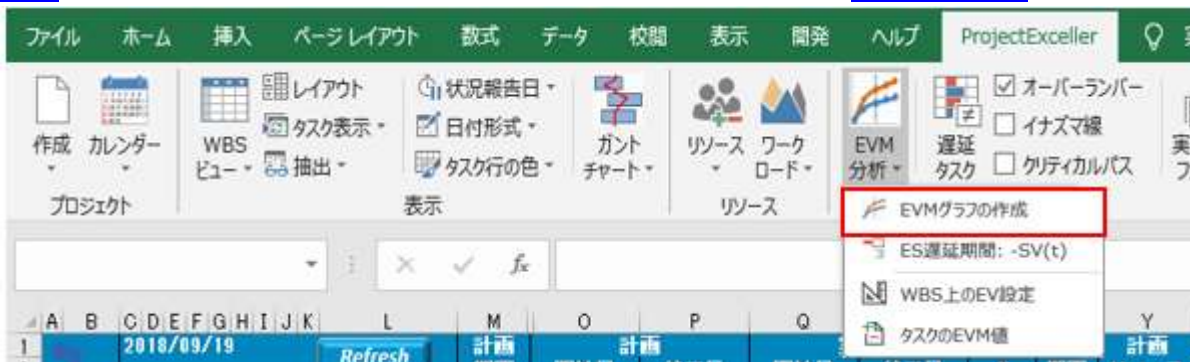 ファイル ホーム 挿入 ページ レイアウト 数式 データ 校閲 表示 開発 ヘルプ ProjectExceller
作成 カレンダー WBS ビュー レイアウト タスク表示 抽出 状況報告日 日付形式 タスク行の色 ガント チャート リソース ワーク ロード EVM 分析 遅延 タスク オーバーランバー イナズマ線 クリティカルパス
プロジェクト 表示 リソース
EVMグラフの作成
ES遅延期間: -SV(t)
WBS上のEV設定
タスクのEVM値
fx
A B C D E F G H I J K L M O P Q Y
1 2018/09/19 Refresh 計画 計画 計画